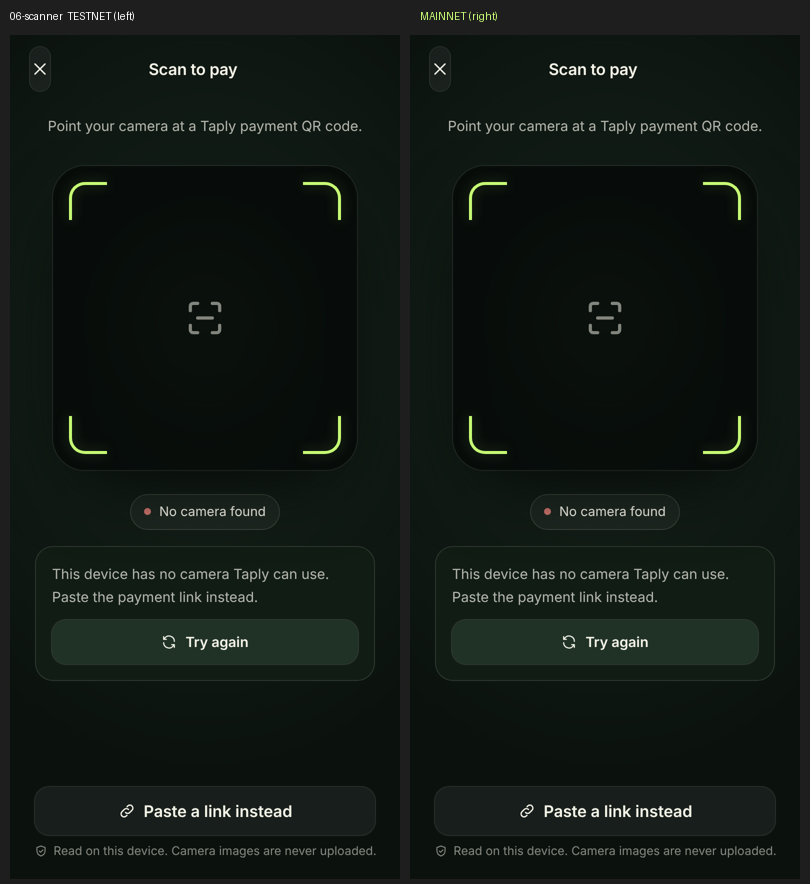 06-scanner TESTNET (left)
Scan to pay
Point your camera at a Taply payment QR code.
No camera found
This device has no camera Taply can use.
Paste the payment link instead.
Try again
Paste a link instead
Read on this device. Camera images are never uploaded.
MAINNET (right)
Scan to pay
Point your camera at a Taply payment QR code.
No camera found
This device has no camera Taply can use.
Paste the payment link instead.
Try again
Paste a link instead
Read on this device. Camera images are never uploaded.